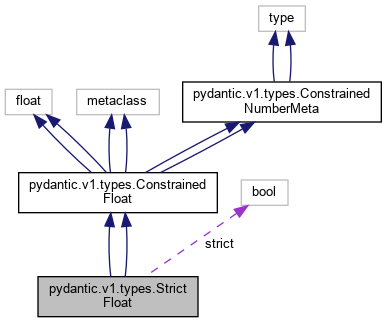 type
float
metaclass
pydantic.v1.types.Constrained
NumberMeta
pydantic.v1.types.Constrained
Float
bool
strict
pydantic.v1.types.Strict
Float